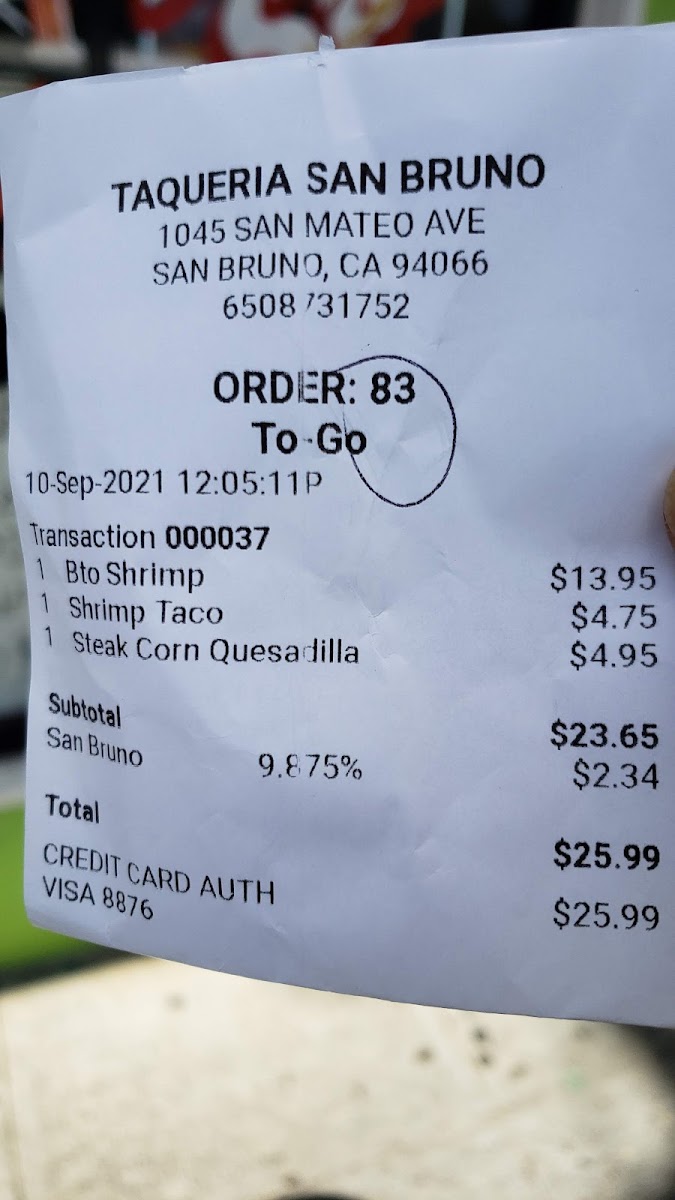 TAQUERIA SAN BRUNO
1045 SAN MATEO AVE
SAN BRUNO, CA 94066
6508731752
ORDER: 83
To-Go
10-Sep-2021 12:05:11P
Transaction 000037
1 Bto Shrimp $13.95
1 Shrimp Taco $4.75
1 Steak Corn Quesadilla $4.95
Subtotal $23.65
San Bruno 9.875% $2.34
Total $25.99
CREDIT CARD AUTH $25.99
VISA 8876